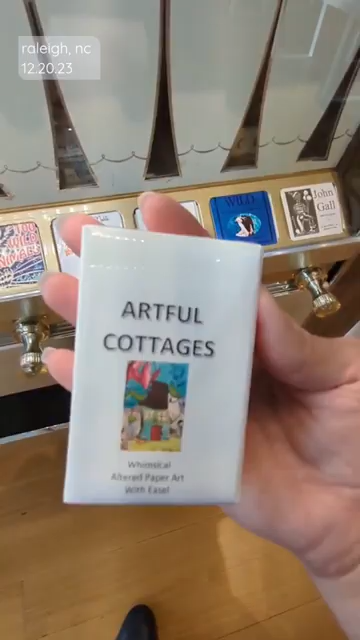 raleigh, nc
12.20.23
WILD
John
Gall
ARTFUL
COTTAGES
Whimsical
Altered Paper Art
With Easel